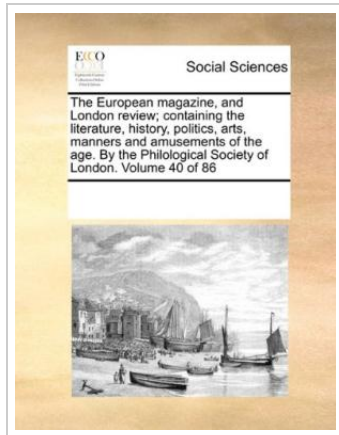 ECCO
Social Sciences
The European magazine, and
London review; containing the
literature, history, politics, arts,
manners and amusements of the
age. By the Philological Society of
London. Volume 40 of 86